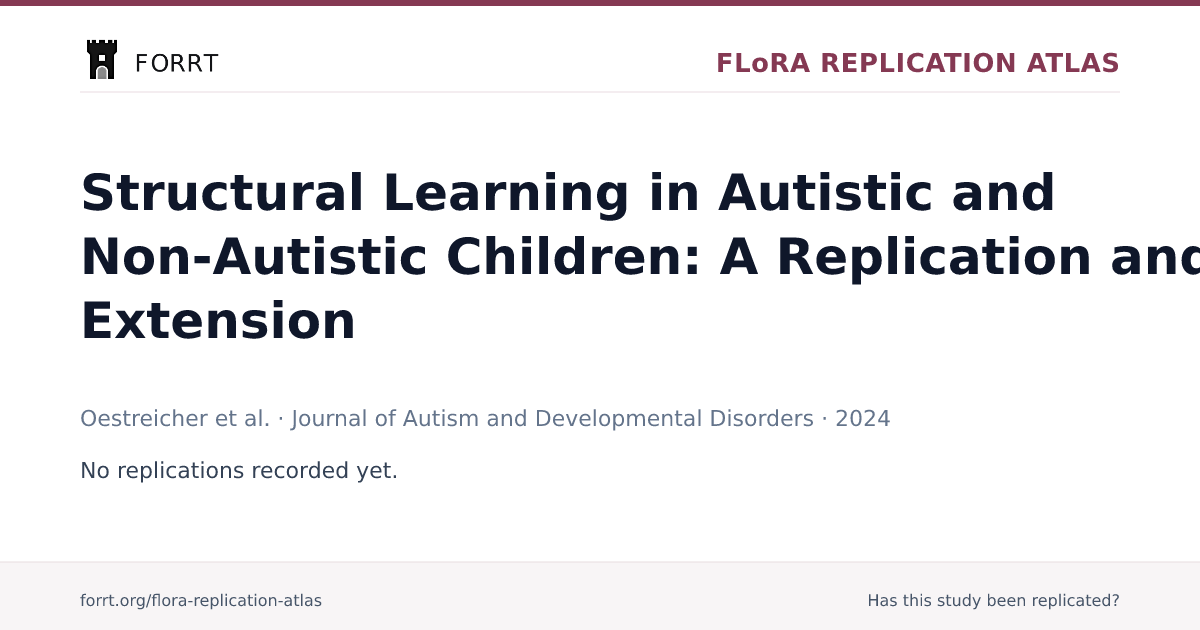 FORRT
FLoRA REPLICATION ATLAS
Structural Learning in Autistic and
Non-Autistic Children: A Replication and
Extension
Oestreicher et al. · Journal of Autism and Developmental Disorders · 2024
No replications recorded yet.
forrt.org/flora-replication-atlas
Has this study been replicated?